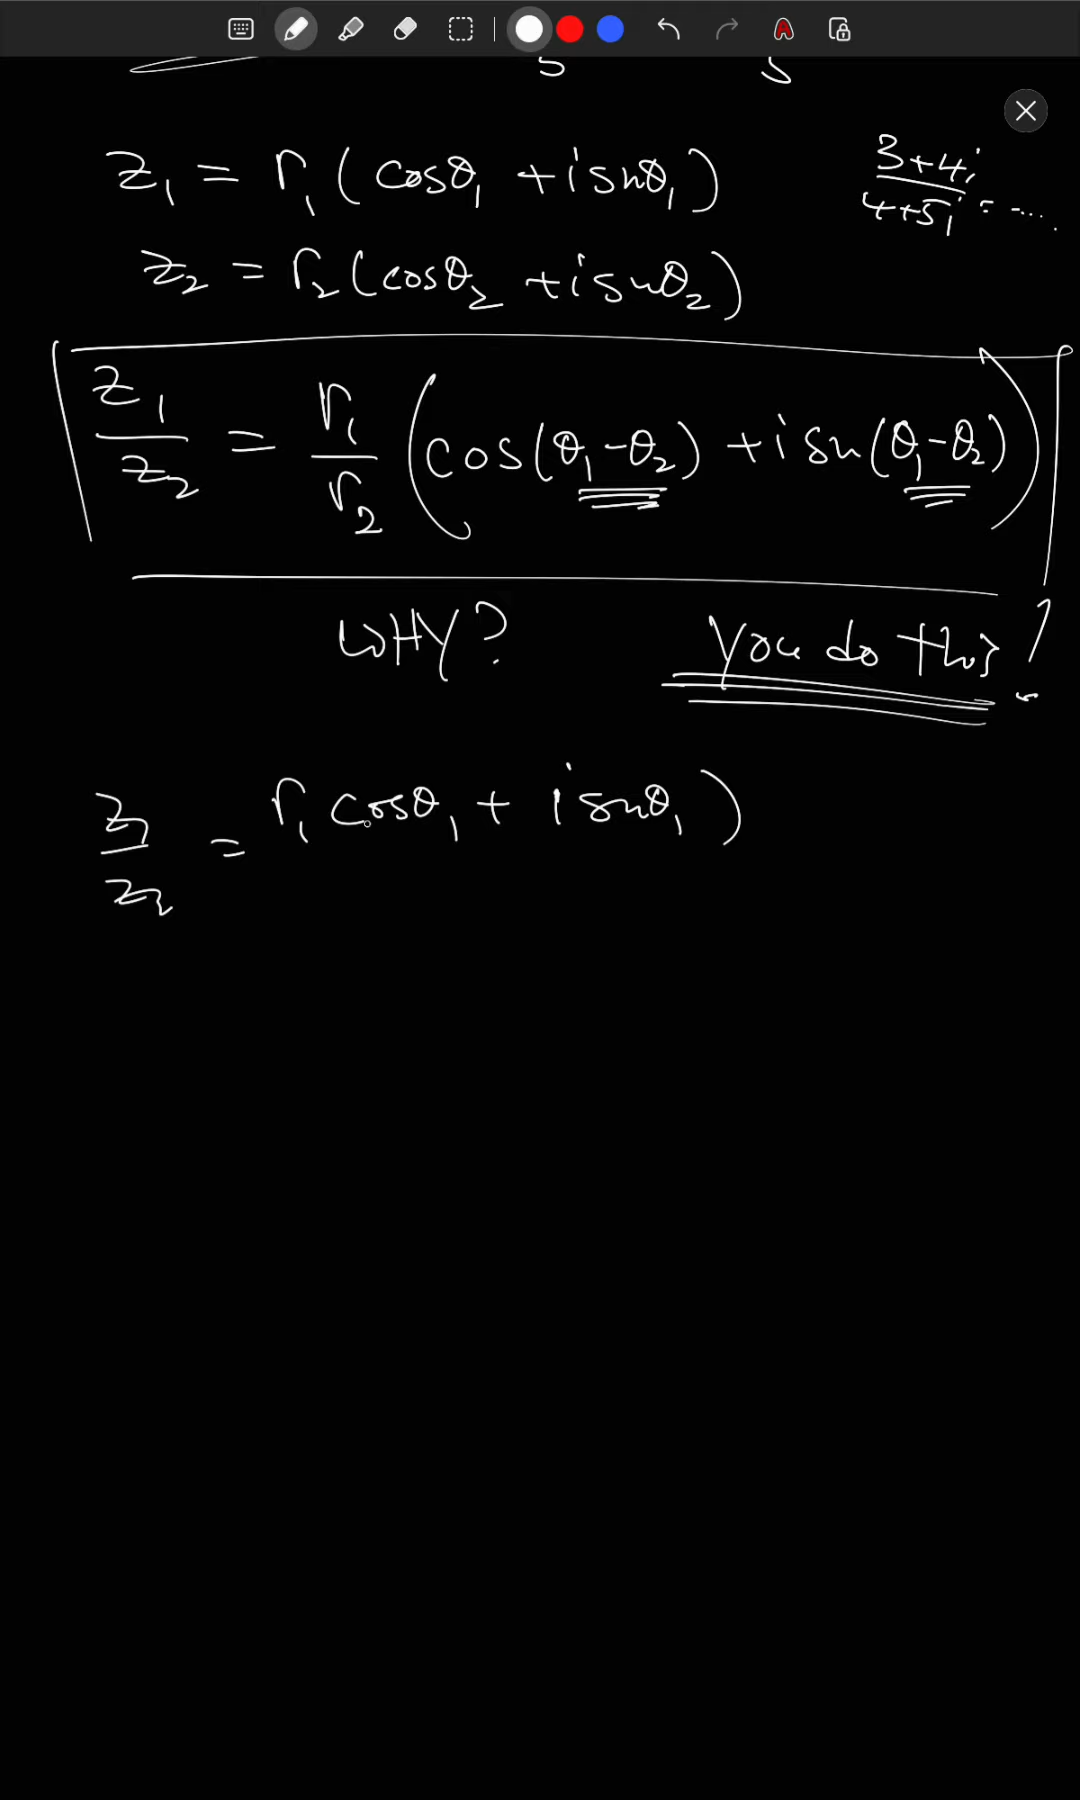 z₁ = r₁(cosθ₁ + i sinθ₁)
3+4i / 4+5i = ....
z₂ = r₂(cosθ₂ + i sinθ₂)
z₁/z₂ = r₁/r₂ (cos(θ₁-θ₂) + i sin(θ₁-θ₂))
WHY? You do this!
z₁/z₂ = r₁ cosθ₁ + i sinθ₁)